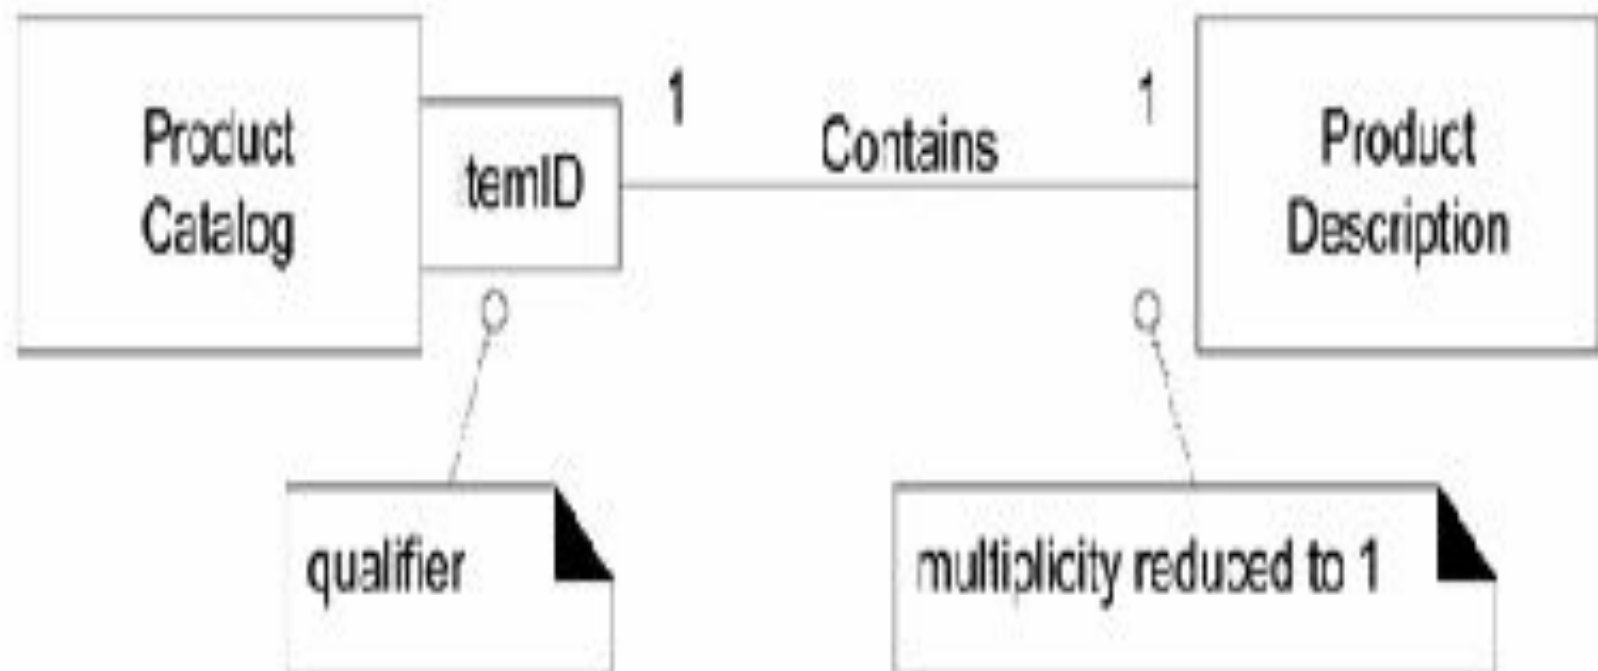 Product
Catalog
temID
1
Contains
1
Product
Description
qualifier
multiplicity reduced to 1